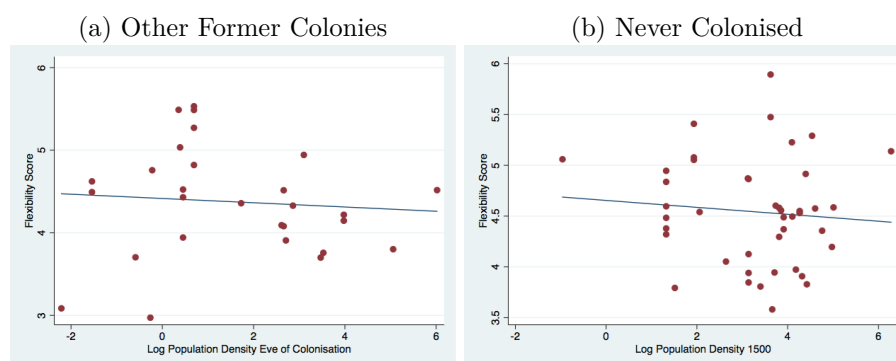 (a) Other Former Colonies
6
5
4
3
Flexibility Score
-2 0 2 4 6
Log Population Density Eve of Colonisation
(b) Never Colonised
6
5.5
5
4.5
4
3.5
Flexibility Score
-2 0 2 4 6
Log Population Density 1500